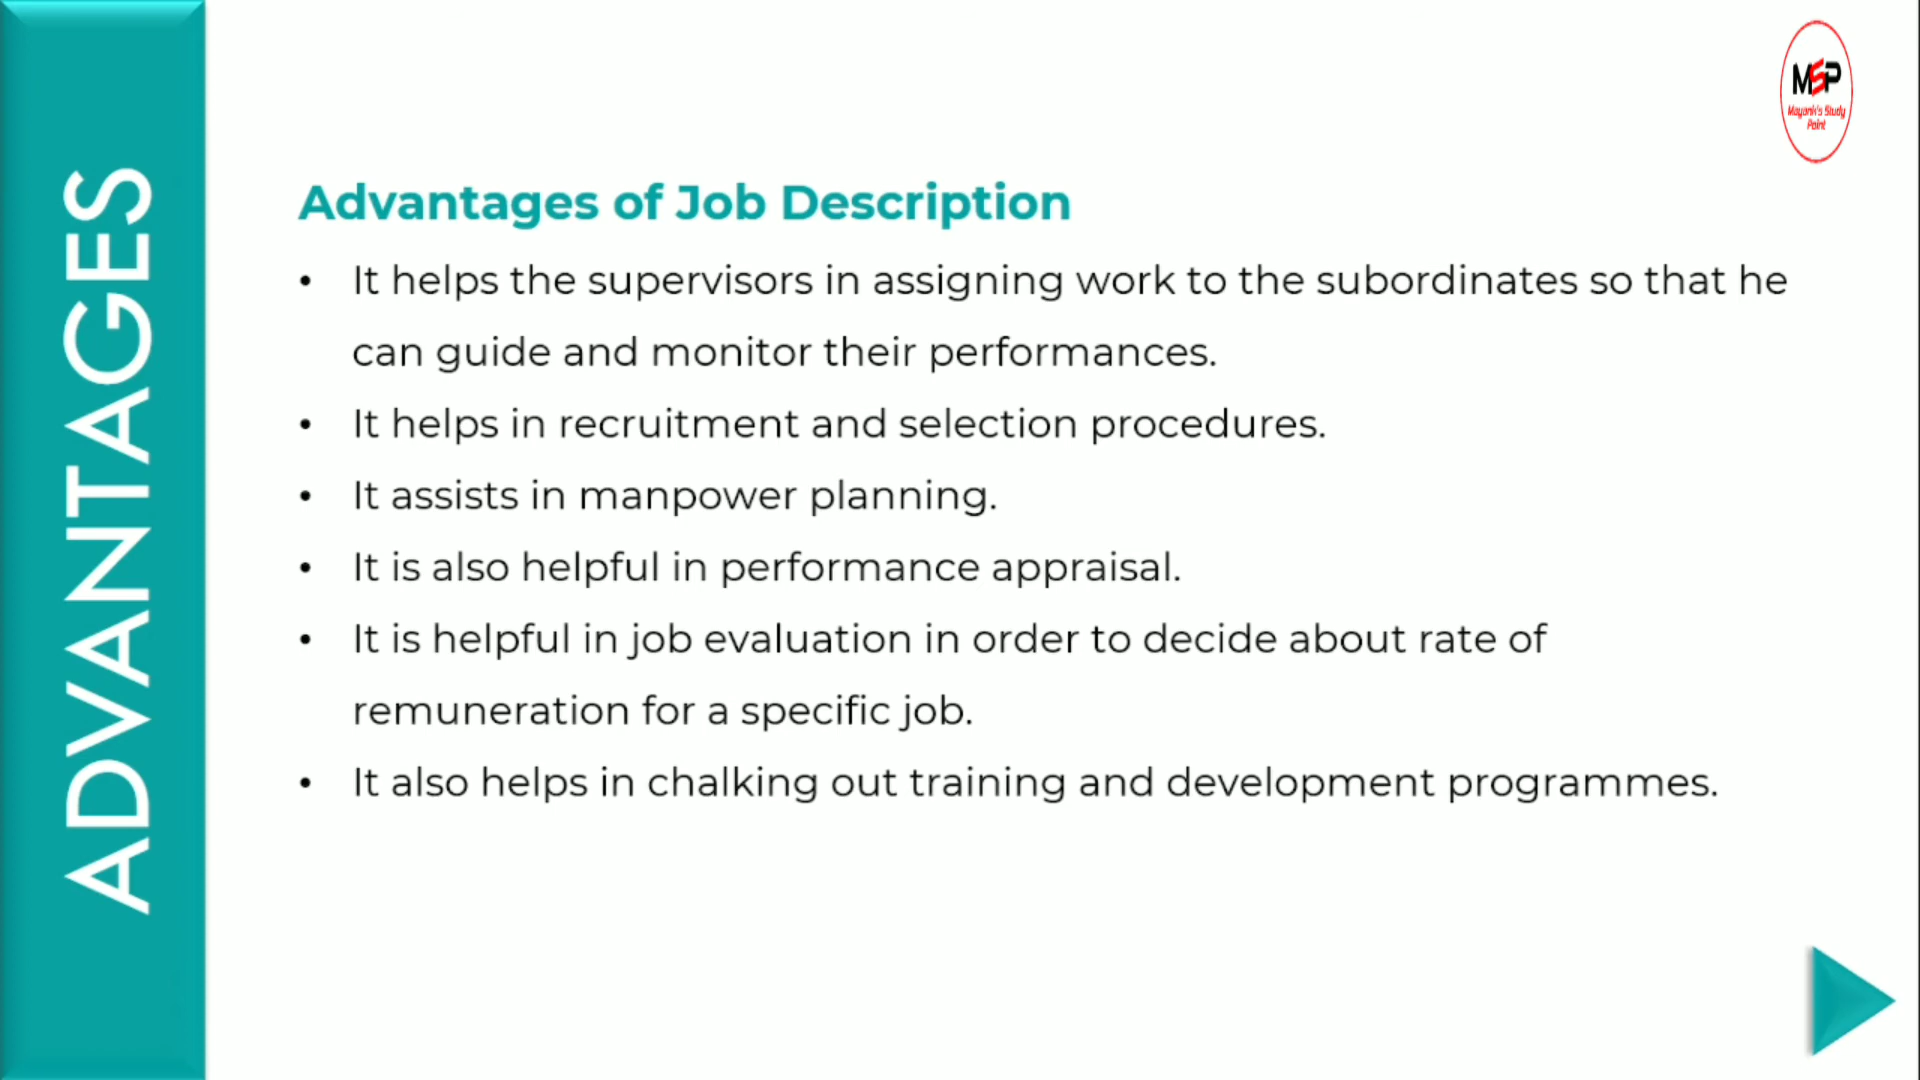 ADVANTAGES
MSP
Mayank's Study
Point
Advantages of Job Description
• It helps the supervisors in assigning work to the subordinates so that he
can guide and monitor their performances.
• It helps in recruitment and selection procedures.
• It assists in manpower planning.
• It is also helpful in performance appraisal.
• It is helpful in job evaluation in order to decide about rate of
remuneration for a specific job.
• It also helps in chalking out training and development programmes.